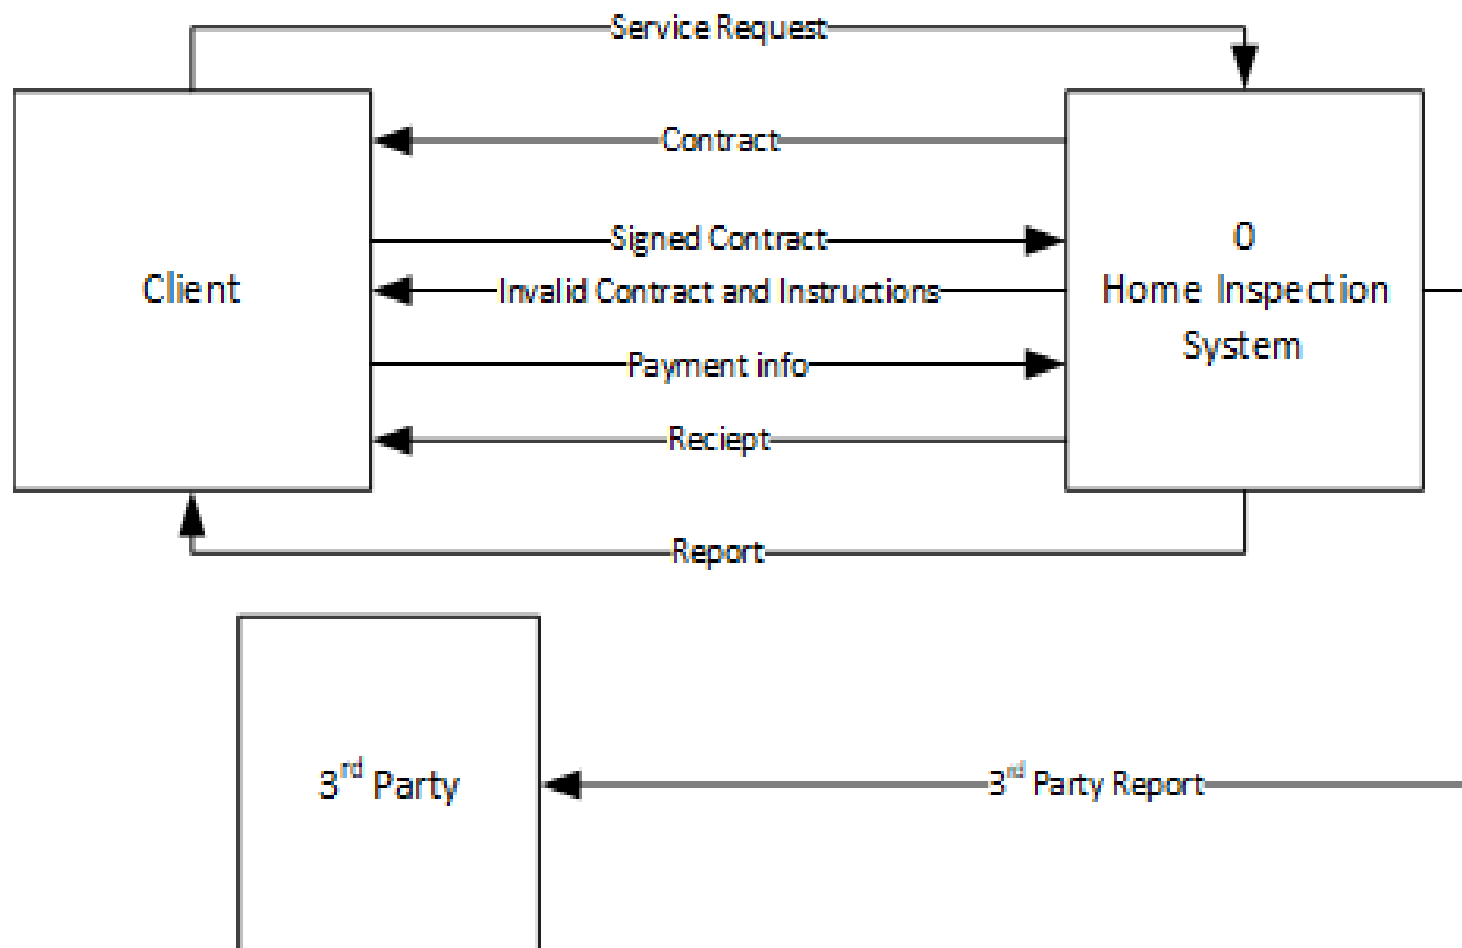 Service Request
Contract
Signed Contract
Invalid Contract and Instructions
Payment info
Reciept
Report
Client
0
Home Inspection
System
3rd Party
3rd Party Report